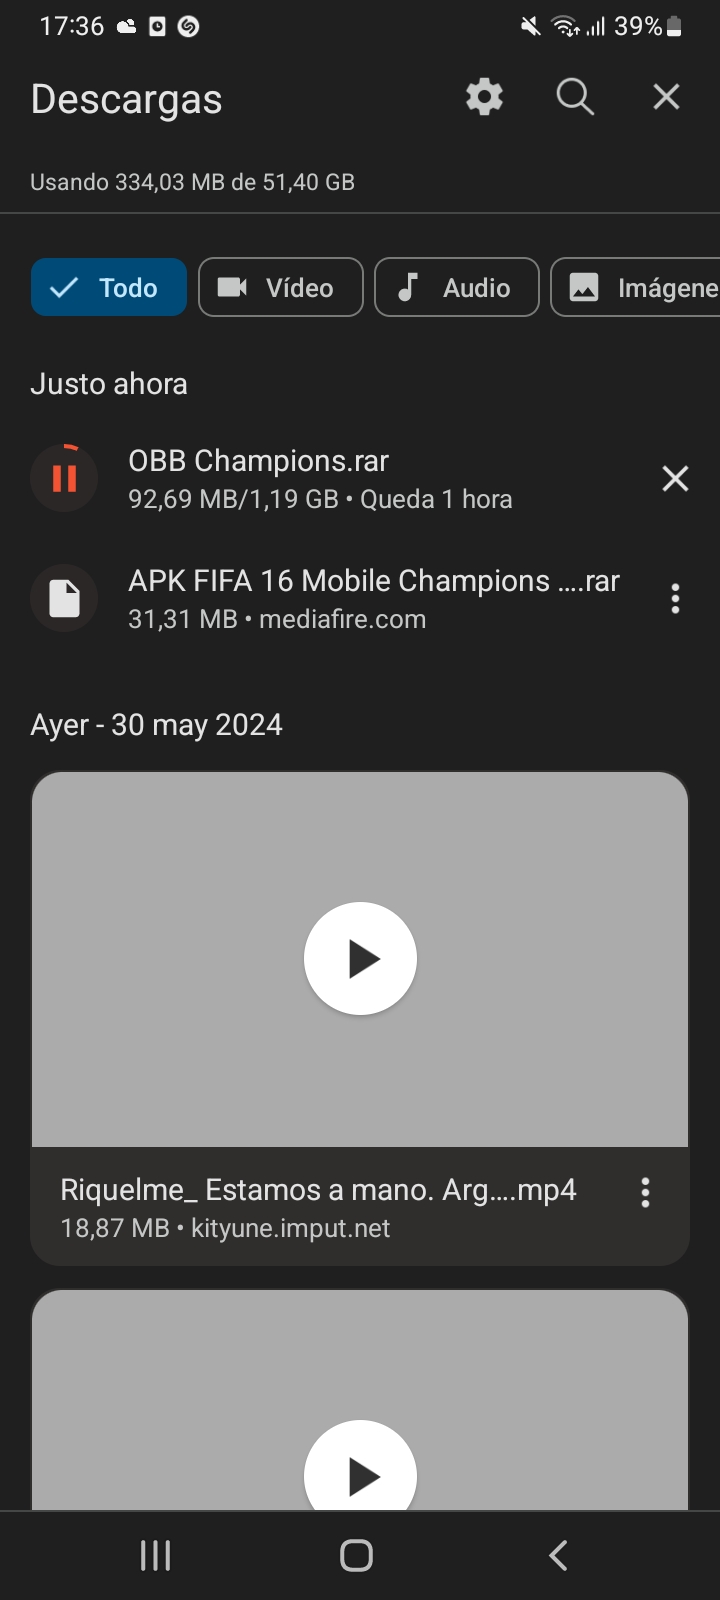 17:36
39%
Descargas
Usando 334,03 MB de 51,40 GB
Todo
Vídeo
Audio
Imágene
Justo ahora
OBB Champions.rar
92,69 MB/1,19 GB • Queda 1 hora
APK FIFA 16 Mobile Champions ....rar
31,31 MB • mediafire.com
Ayer - 30 may 2024
Riquelme_ Estamos a mano. Arg....mp4
18,87 MB • kityune.imput.net